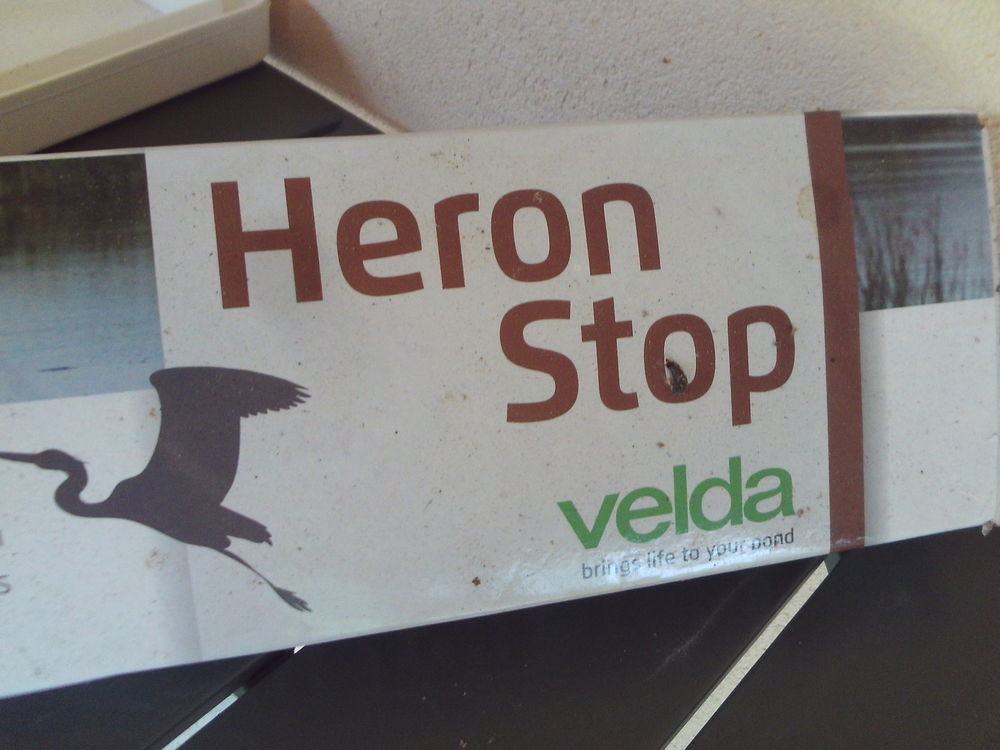 Heron
Stop
velda
brings life to your pond